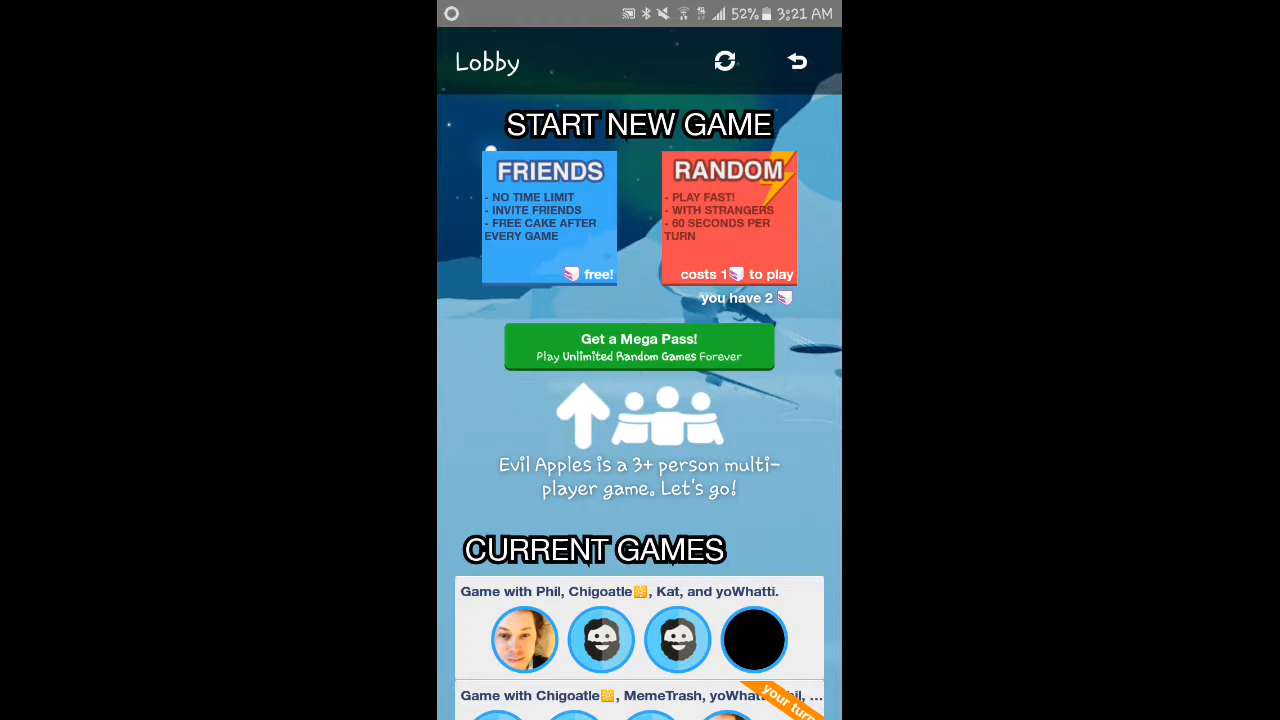 52% 3:21 AM
Lobby
START NEW GAME
FRIENDS
- NO TIME LIMIT
- INVITE FRIENDS
- FREE CAKE AFTER
EVERY GAME
free!
RANDOM
- PLAY FAST!
- WITH STRANGERS
- 60 SECONDS PER
TURN
costs 1 to play
you have 2
Get a Mega Pass!
Play Unlimited Random Games Forever
Evil Apples is a 3+ person multi-
player game. Let's go!
CURRENT GAMES
Game with Phil, Chigoatle, Kat, and yoWhatti.
Game with Chigoatle, MemeTrash, yoWhatti, Phil, ...
your turn